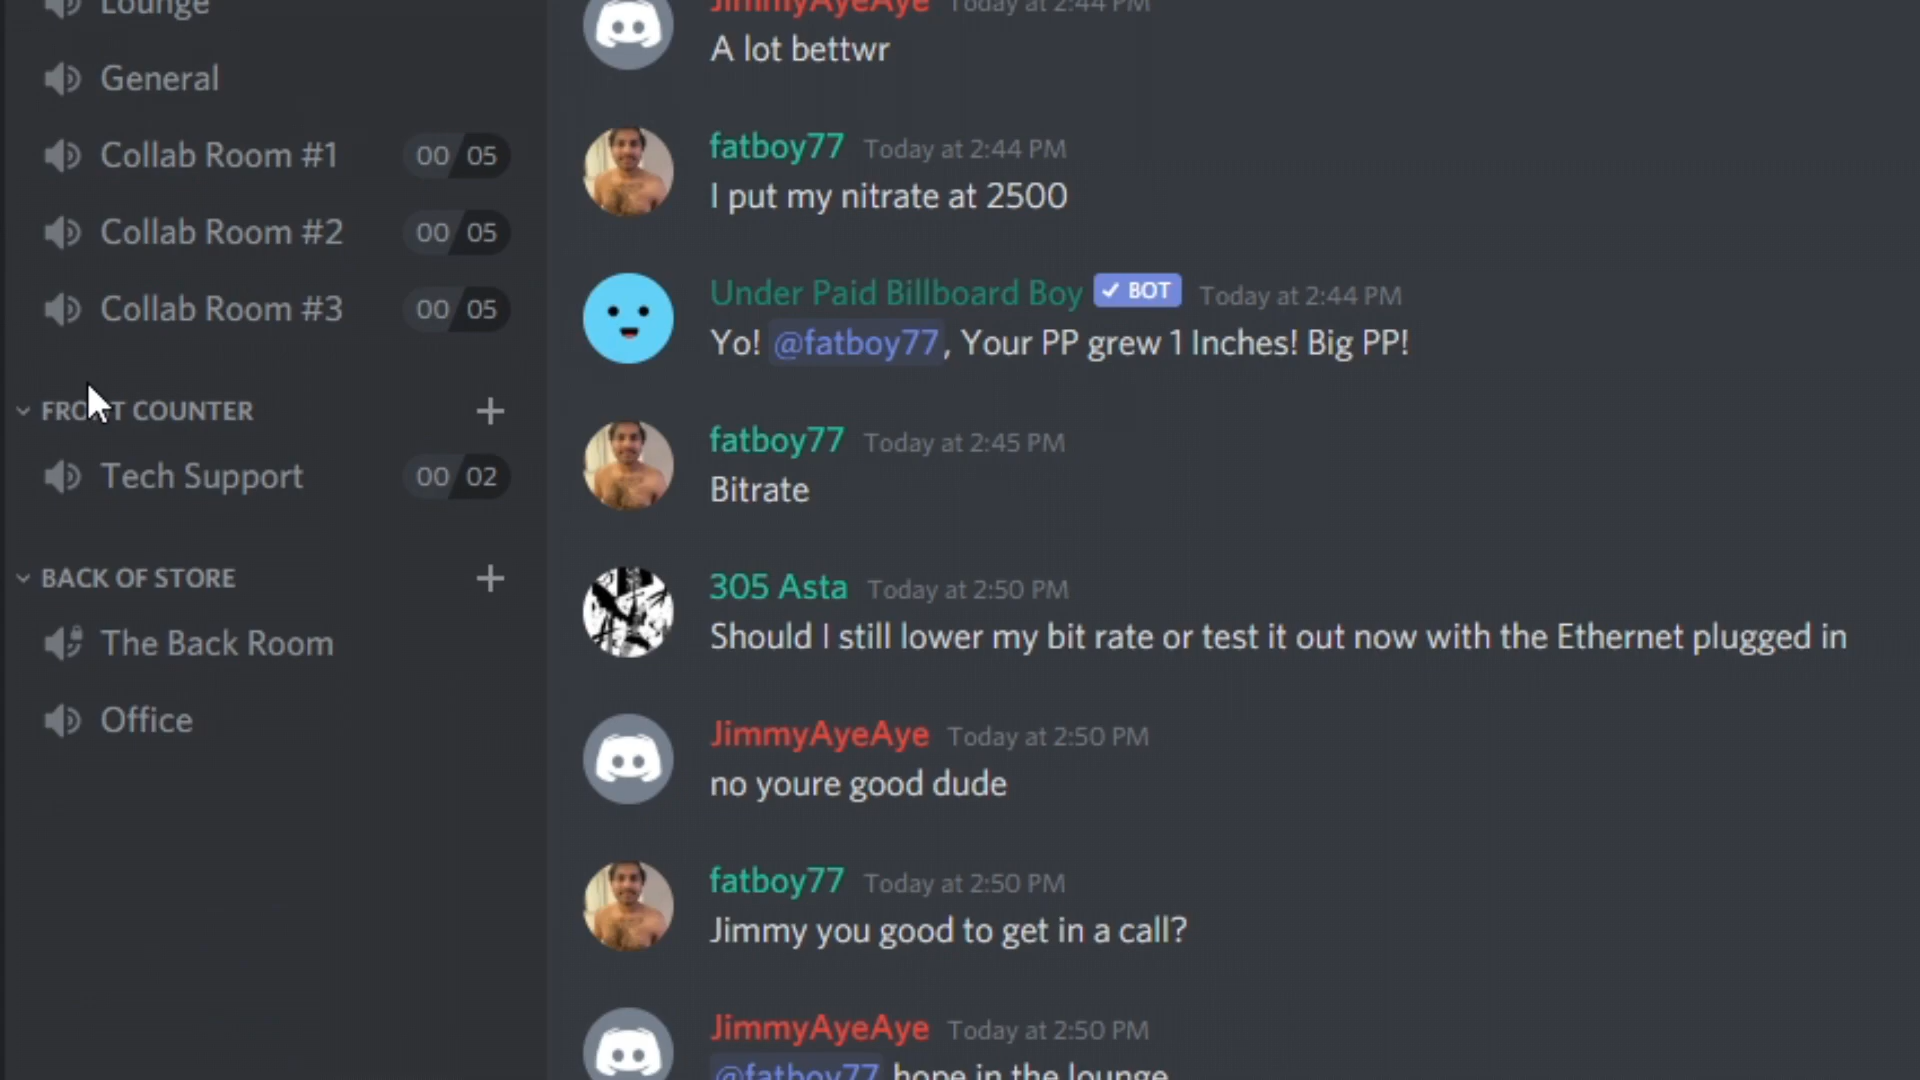 Lounge
General
Collab Room #1 00 05
Collab Room #2 00 05
Collab Room #3 00 05
FRONT COUNTER
Tech Support 00 02
BACK OF STORE
The Back Room
Office
JimmyAyeAye Today at 2:44 PM
A lot bettwr
fatboy77 Today at 2:44 PM
I put my nitrate at 2500
Under Paid Billboard Boy BOT Today at 2:44 PM
Yo! @fatboy77, Your PP grew 1 Inches! Big PP!
fatboy77 Today at 2:45 PM
Bitrate
305 Asta Today at 2:50 PM
Should I still lower my bit rate or test it out now with the Ethernet plugged in
JimmyAyeAye Today at 2:50 PM
no youre good dude
fatboy77 Today at 2:50 PM
Jimmy you good to get in a call?
JimmyAyeAye Today at 2:50 PM
@fatboy77 hope in the lounge